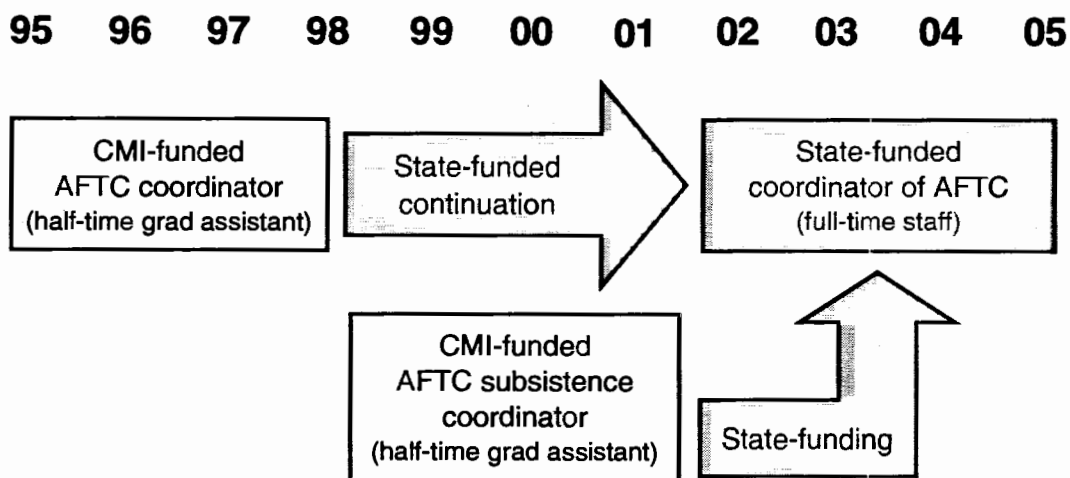 95 96 97 98 99 00 01 02 03 04 05
CMI-funded
AFTC coordinator
(half-time grad assistant)
State-funded
continuation
State-funded
coordinator of AFTC
(full-time staff)
CMI-funded
AFTC subsistence
coordinator
(half-time grad assistant)
State-funding